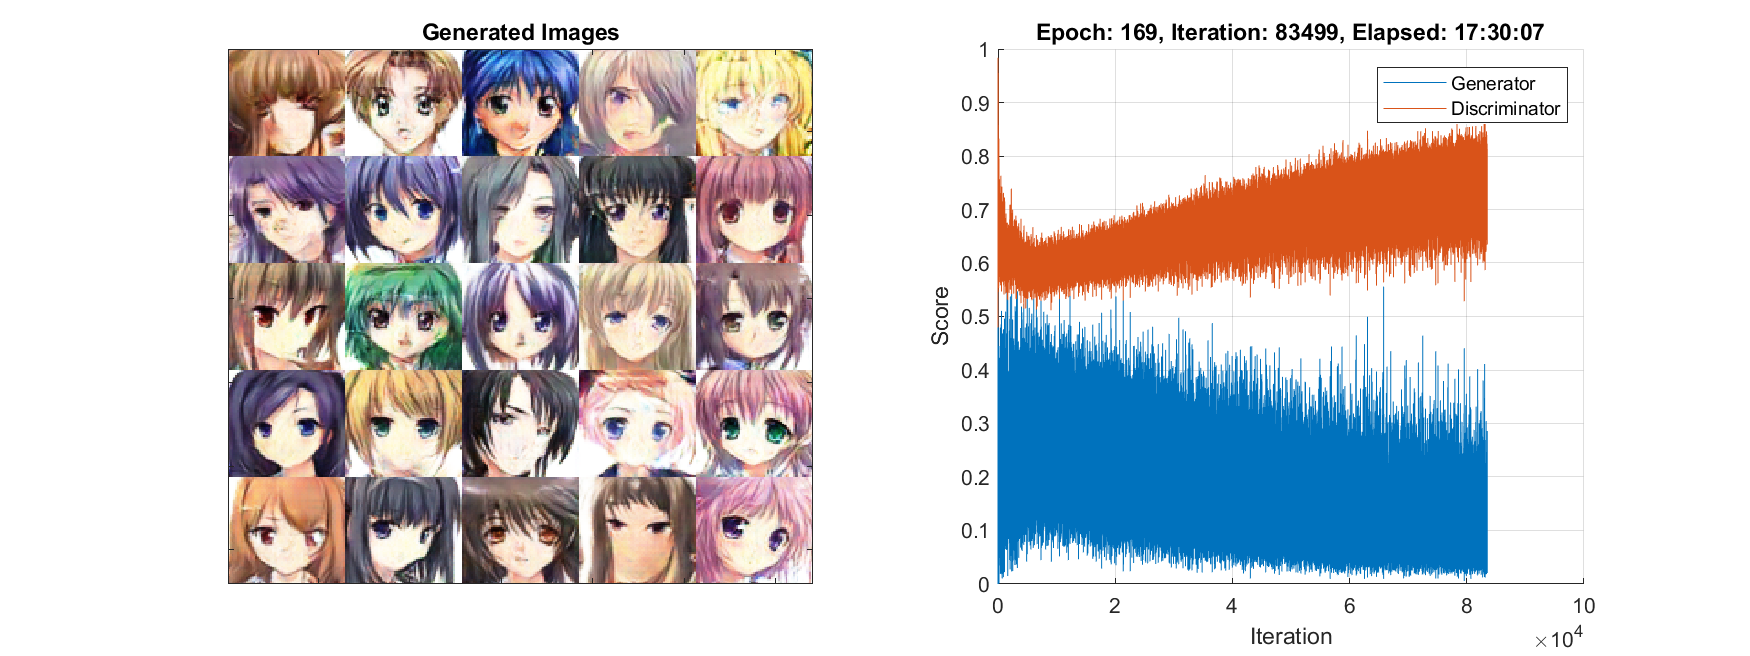 Generated Images
Epoch: 169, Iteration: 83499, Elapsed: 17:30:07
Generator
Discriminator
1
0.9
0.8
0.7
0.6
0.5
0.4
0.3
0.2
0.1
0
Score
0 2 4 6 8 10
Iteration
×10⁴